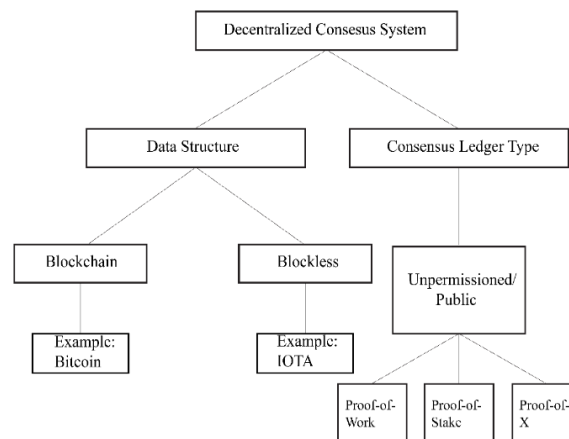 Decentralized Consesus System
Data Structure
Consensus Ledger Type
Blockchain
Blockless
Unpermissioned/
Public
Example:
Bitcoin
Example:
IOTA
Proof-of-
Work
Proof-of-
Stake
Proof-of-
X